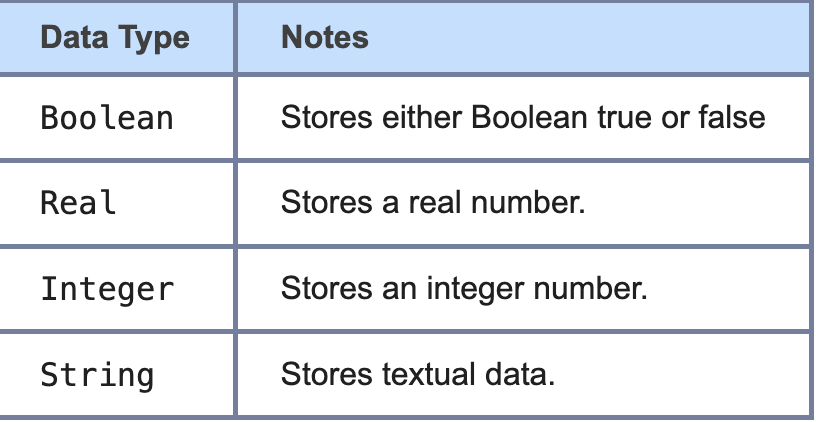 Data Type Notes
Boolean Stores either Boolean true or false
Real Stores a real number.
Integer Stores an integer number.
String Stores textual data.